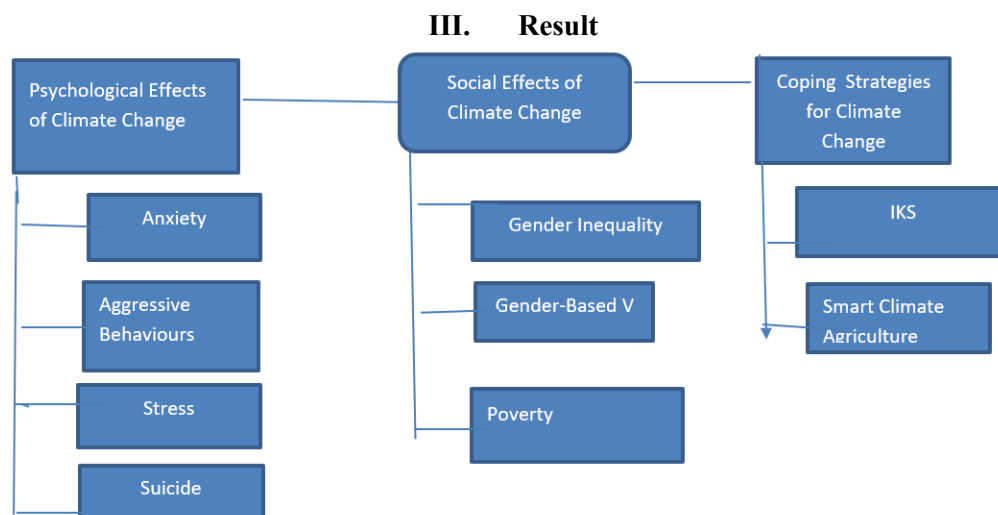 III. Result
Psychological Effects
of Climate Change
Social Effects of
Climate Change
Coping Strategies
for Climate
Change
Anxiety
Aggressive
Behaviours
Stress
Suicide
Gender Inequality
Gender-Based V
Poverty
IKS
Smart Climate
Agriculture